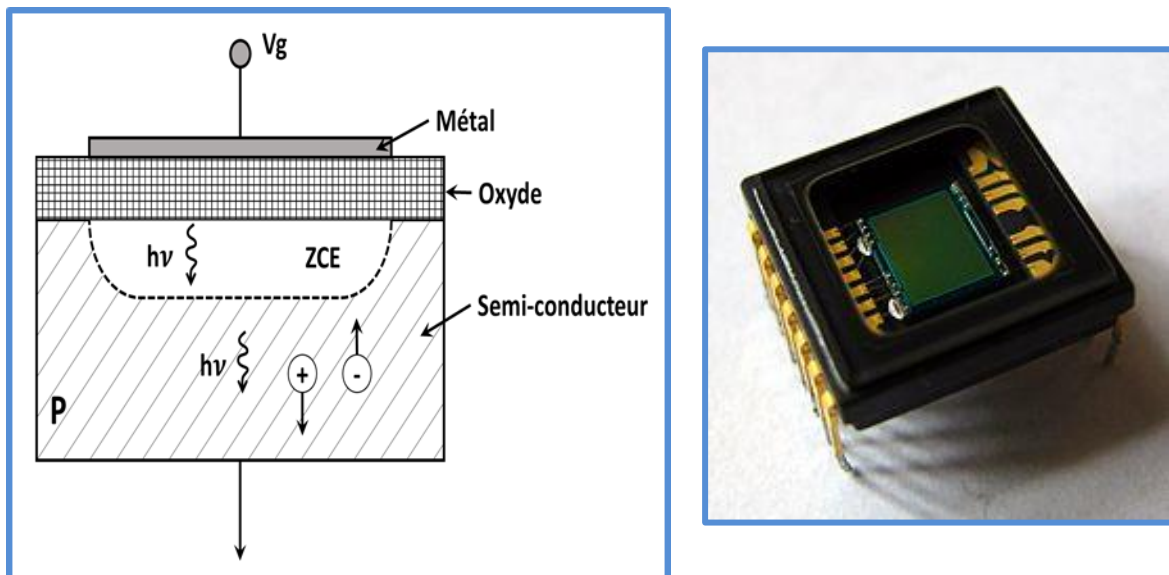 Vg
Métal
Oxyde
hν
ZCE
Semi-conducteur
hν
+
-
P